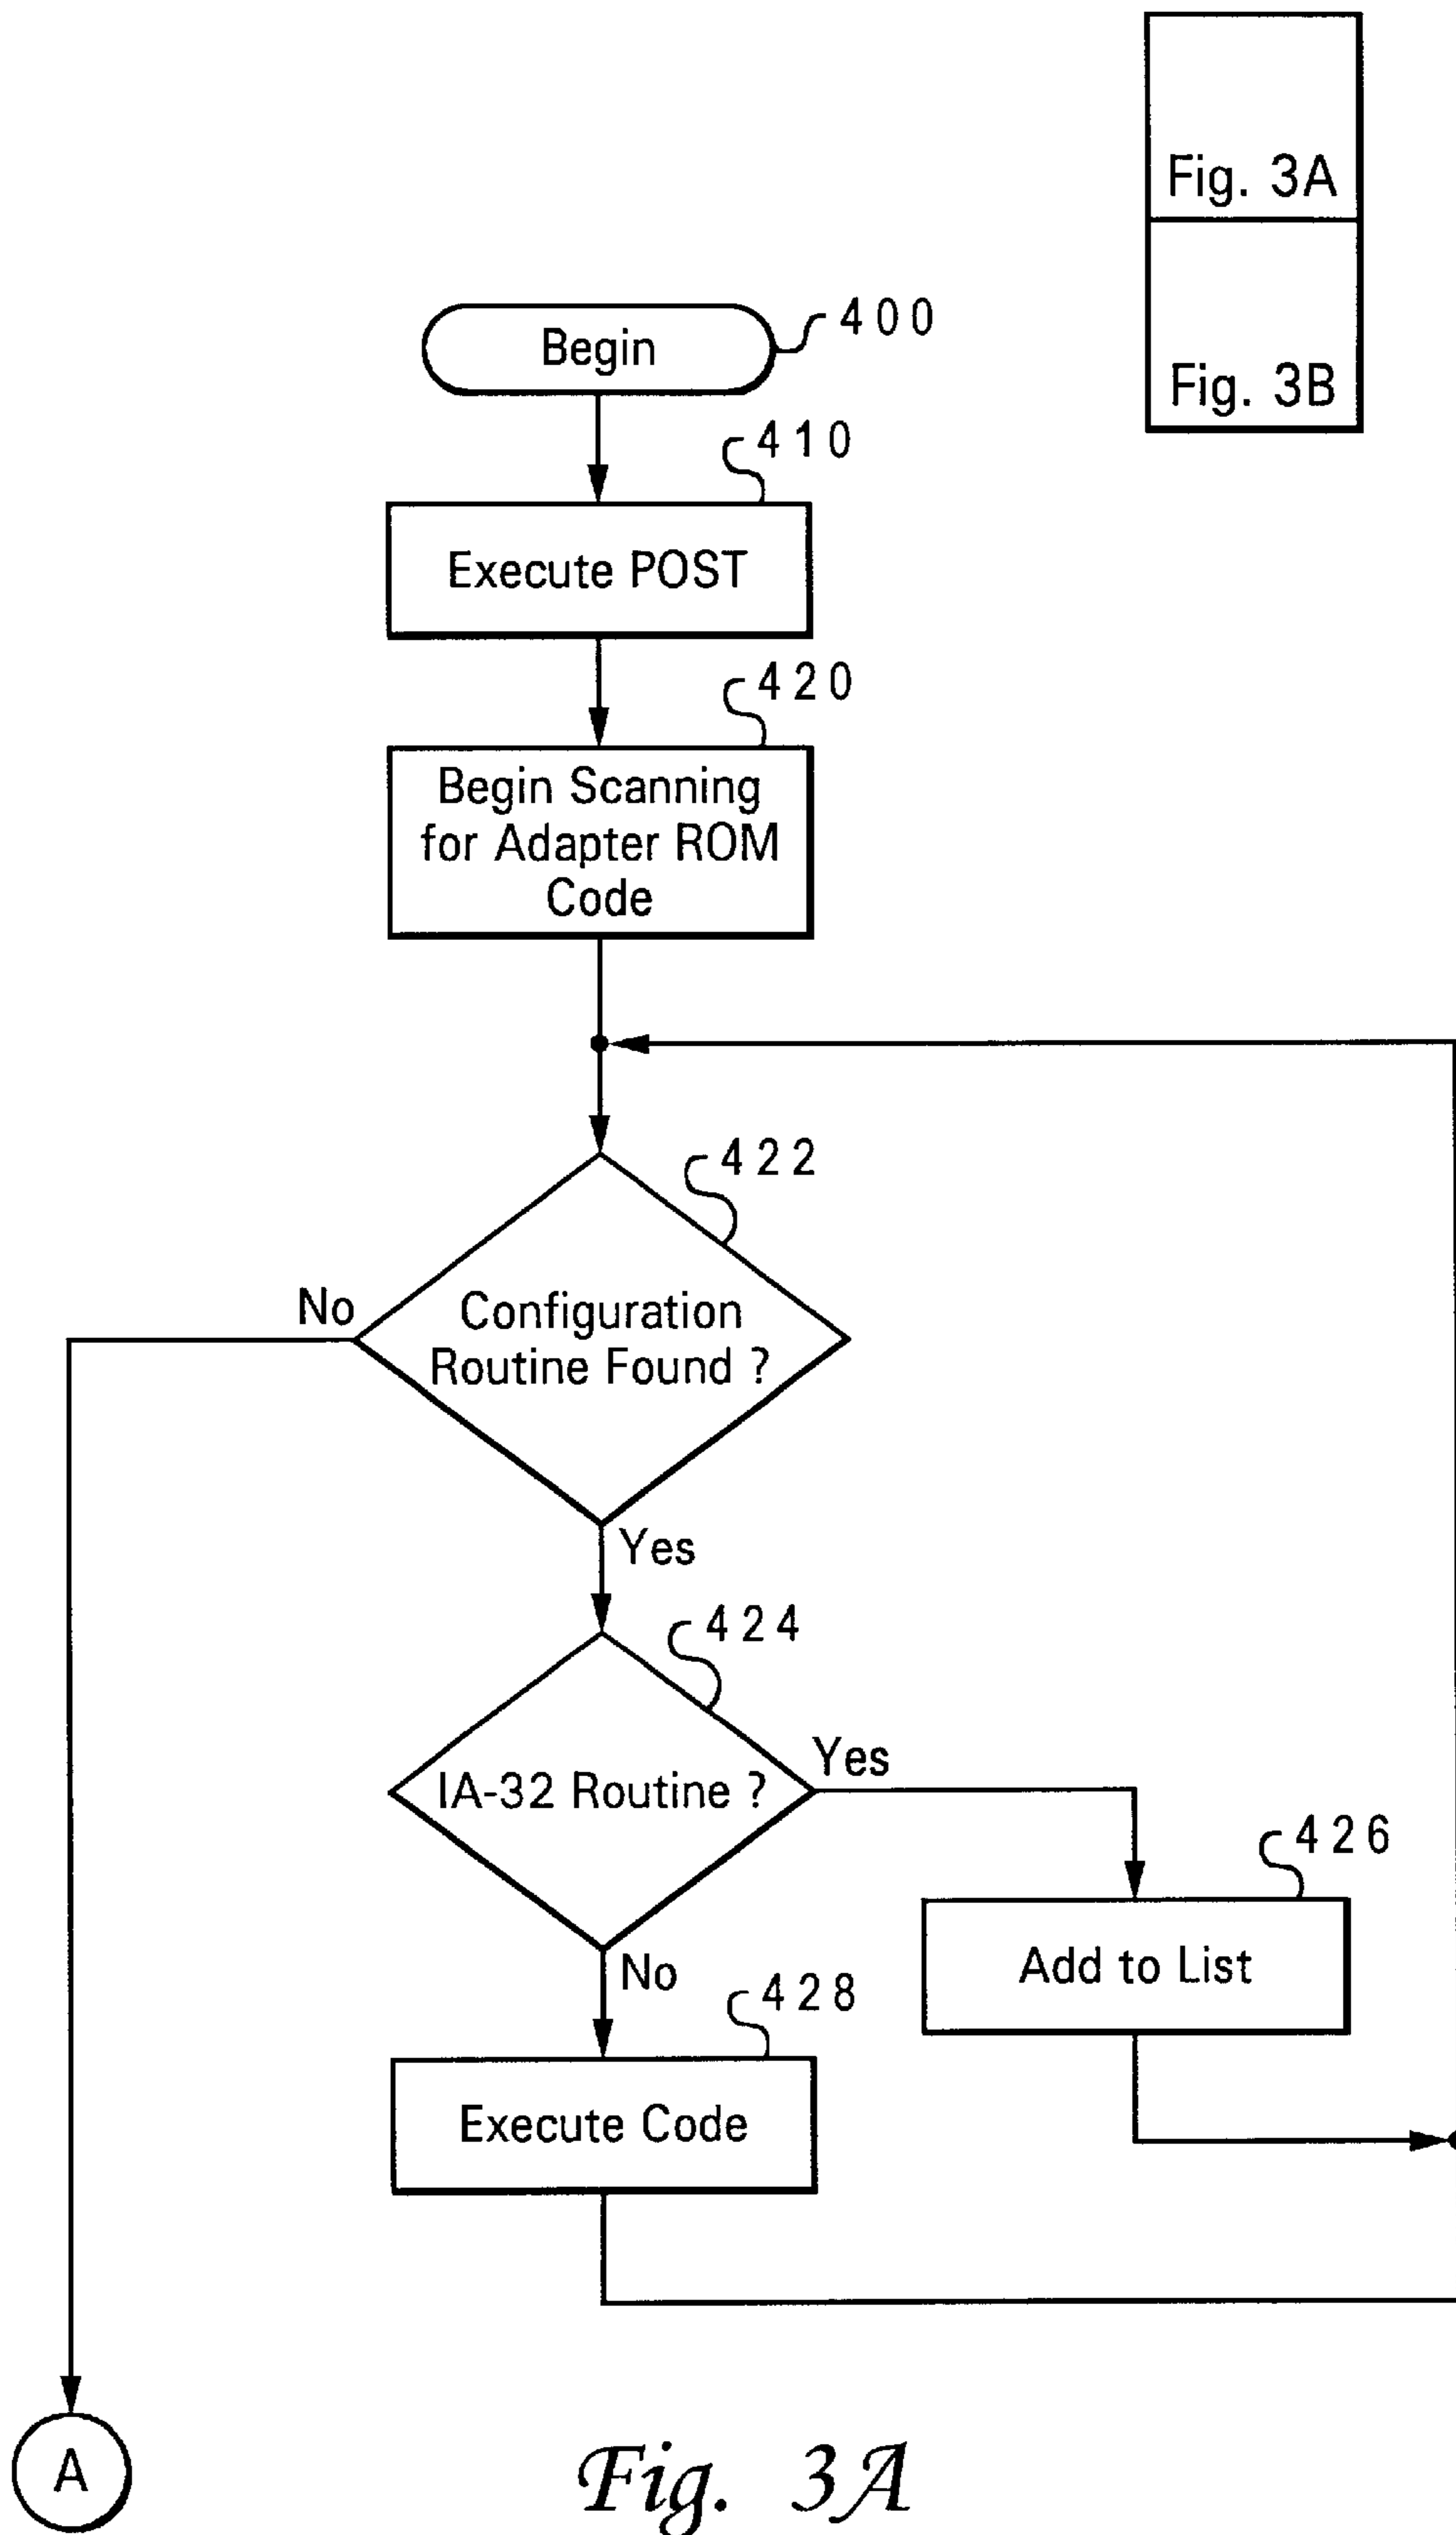 Fig. 3A
Fig. 3B
Begin
400
410
Execute POST
420
Begin Scanning
for Adapter ROM
Code
422
No
Configuration
Routine Found ?
Yes
424
Yes
IA-32 Routine ?
426
No
Add to List
428
Execute Code
A
Fig. 3A